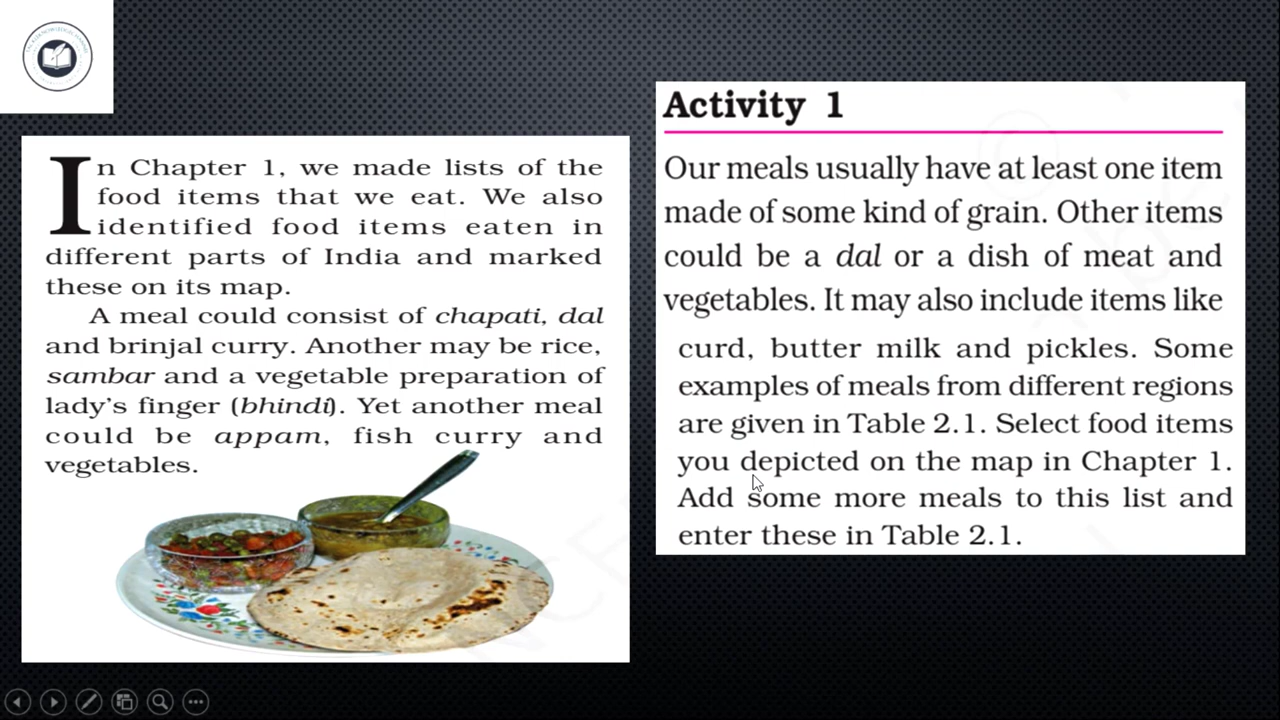 In Chapter 1, we made lists of the
food items that we eat. We also
identified food items eaten in
different parts of India and marked
these on its map.
A meal could consist of chapati, dal
and brinjal curry. Another may be rice,
sambar and a vegetable preparation of
lady's finger (bhindi). Yet another meal
could be appam, fish curry and
vegetables.
Activity 1
Our meals usually have at least one item
made of some kind of grain. Other items
could be a dal or a dish of meat and
vegetables. It may also include items like
curd, butter milk and pickles. Some
examples of meals from different regions
are given in Table 2.1. Select food items
you depicted on the map in Chapter 1.
Add some more meals to this list and
enter these in Table 2.1.